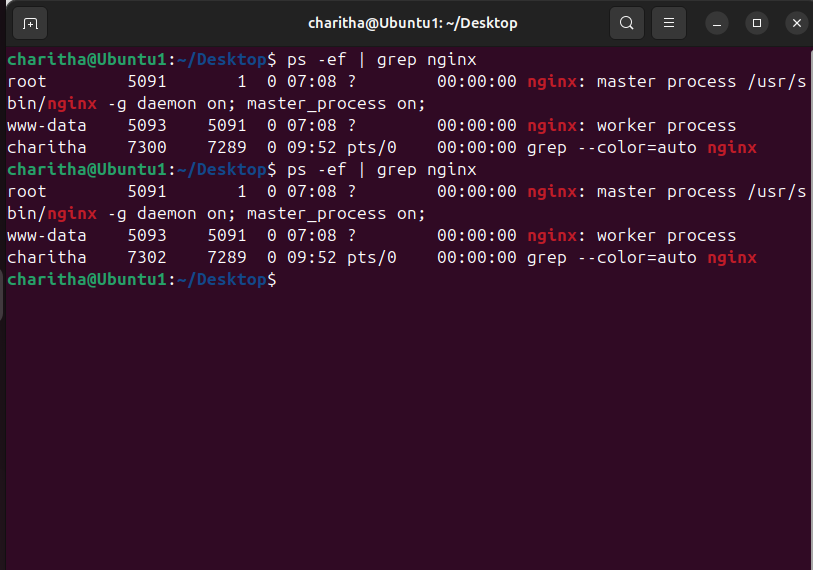 charitha@Ubuntu1: ~/Desktop
charitha@Ubuntu1:~/Desktop$ ps -ef | grep nginx
root        5091       1  0 07:08 ?        00:00:00 nginx: master process /usr/s
bin/nginx -g daemon on; master_process on;
www-data    5093    5091  0 07:08 ?        00:00:00 nginx: worker process
charitha    7300    7289  0 09:52 pts/0    00:00:00 grep --color=auto nginx
charitha@Ubuntu1:~/Desktop$ ps -ef | grep nginx
root        5091       1  0 07:08 ?        00:00:00 nginx: master process /usr/s
bin/nginx -g daemon on; master_process on;
www-data    5093    5091  0 07:08 ?        00:00:00 nginx: worker process
charitha    7302    7289  0 09:52 pts/0    00:00:00 grep --color=auto nginx
charitha@Ubuntu1:~/Desktop$